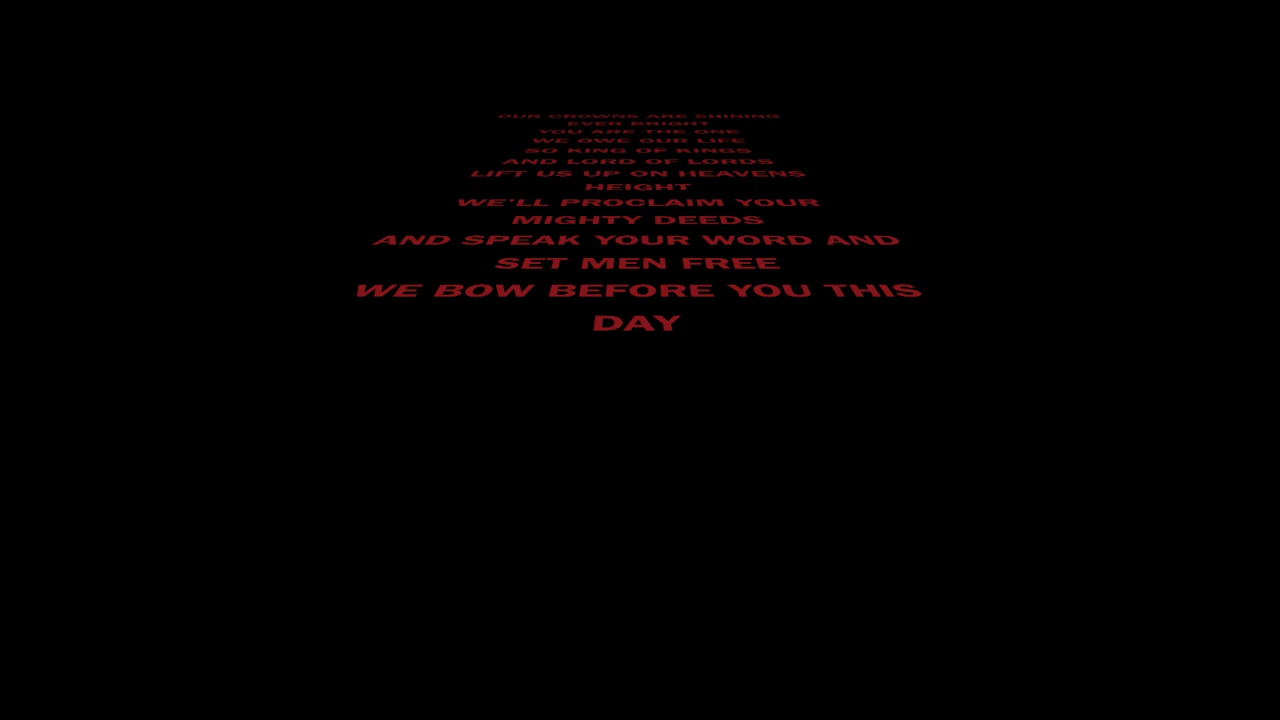 OUR CROWNS ARE SHINING
EVER BRIGHT
YOU ARE THE ONE
WE OWE OUR LIFE
SO KING OF KINGS
AND LORD OF LORDS
LIFT US UP ON HEAVENS
HEIGHT
WE'LL PROCLAIM YOUR
MIGHTY DEEDS
AND SPEAK YOUR WORD AND
SET MEN FREE
WE BOW BEFORE YOU THIS
DAY